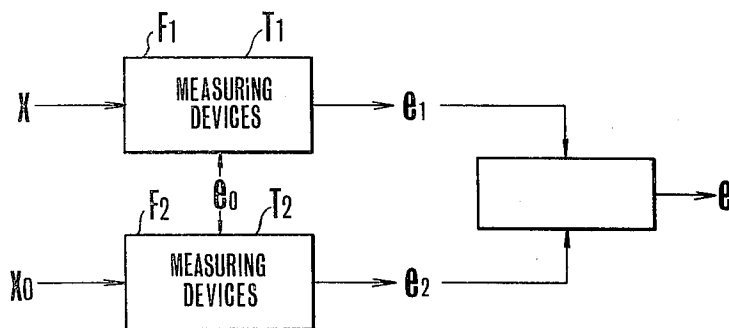 F1 T1
X MEASURING DEVICES e1
e0
e
F2 T2
X0 MEASURING DEVICES e2